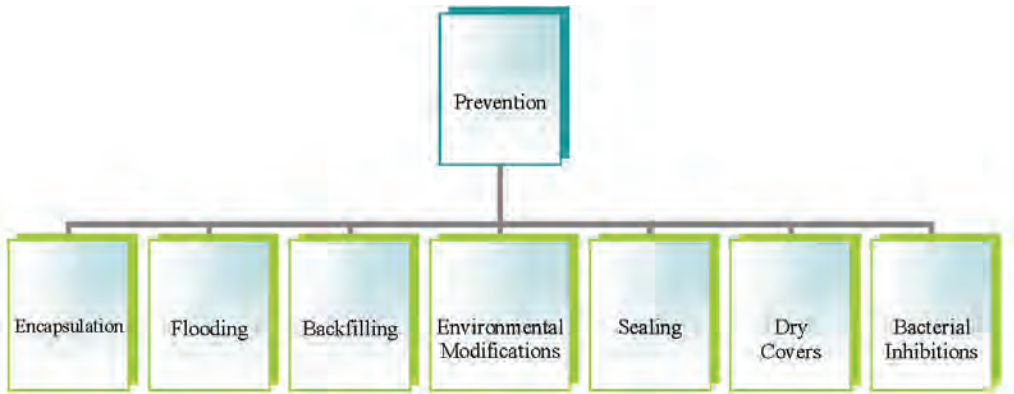 Prevention
Encapsulation
Flooding
Backfilling
Environmental
Modifications
Sealing
Dry
Covers
Bacterial
Inhibitions